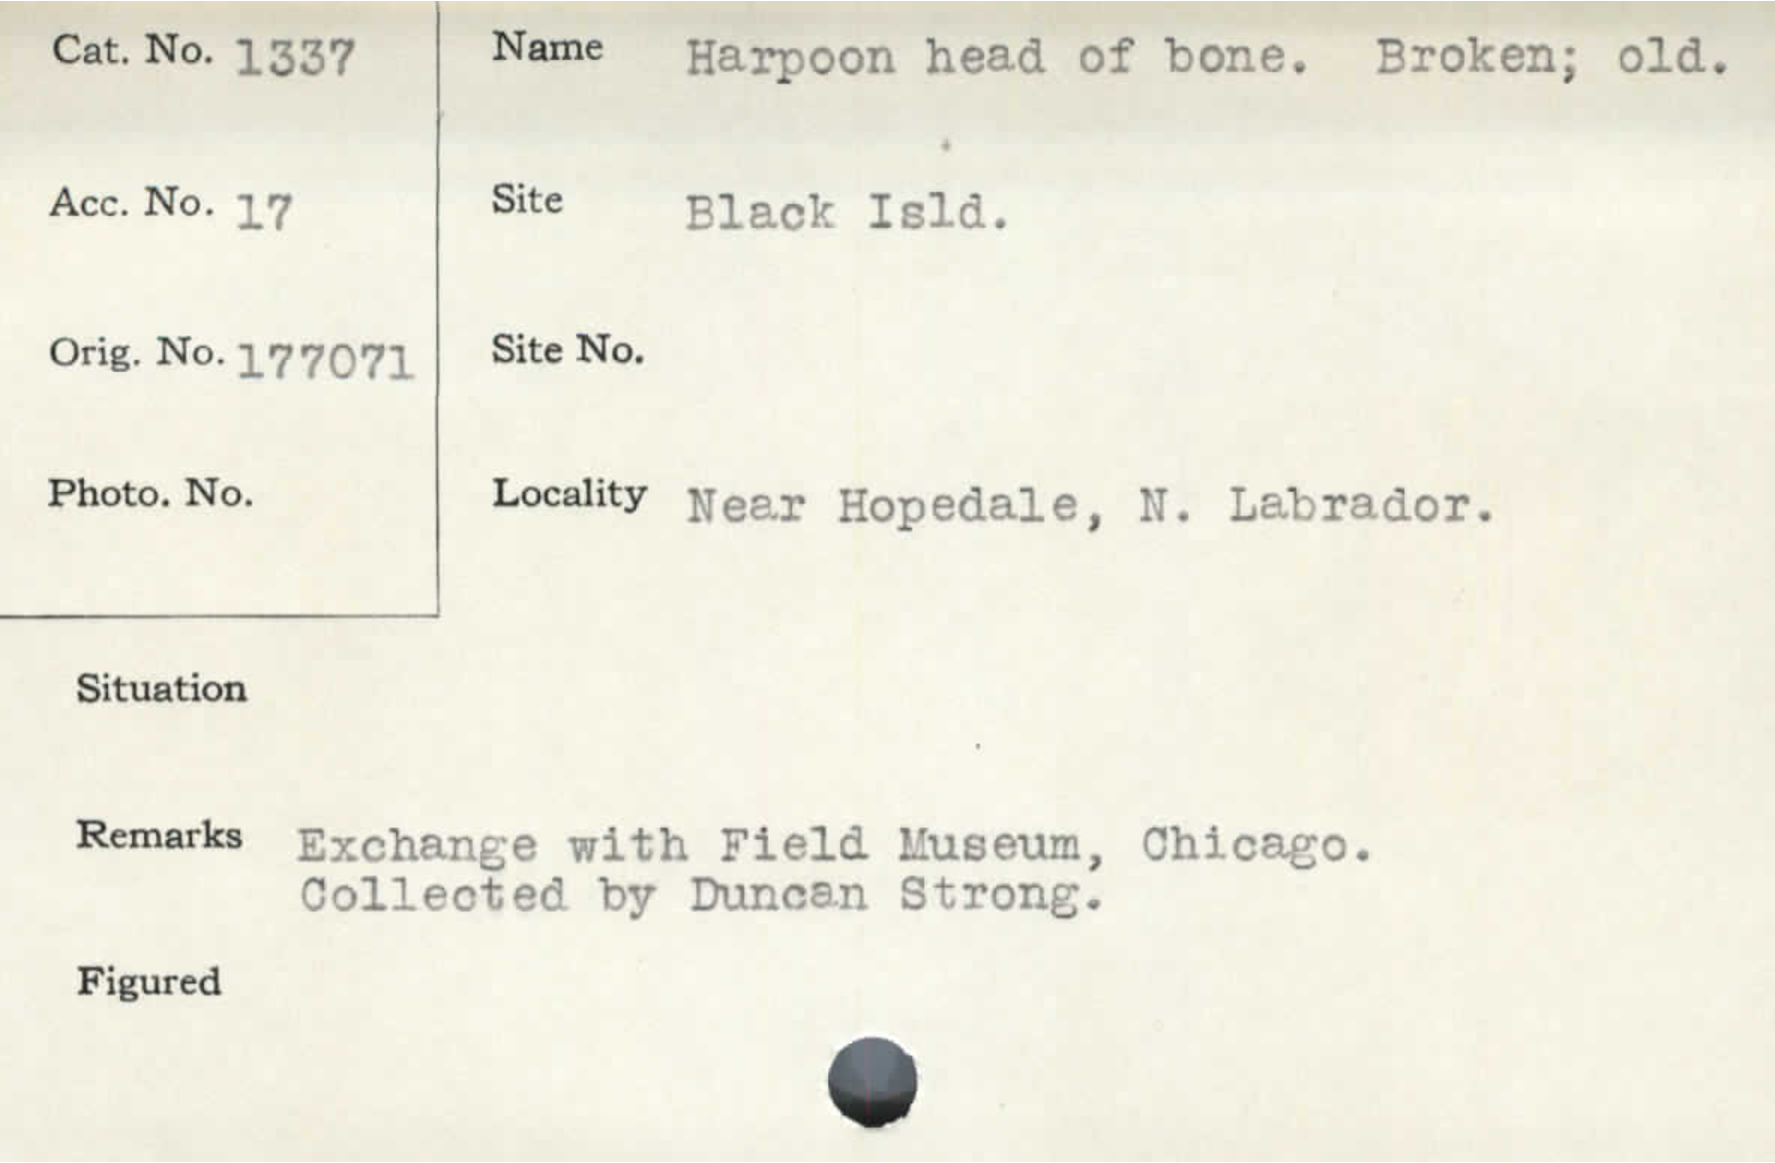 Cat. No. 1337
Name Harpoon head of bone. Broken; old.
Acc. No. 17
Site Black Isld.
Orig. No. 177071
Site No.
Photo. No.
Locality Near Hopedale, N. Labrador.
Situation
Remarks Exchange with Field Museum, Chicago.
Collected by Duncan Strong.
Figured